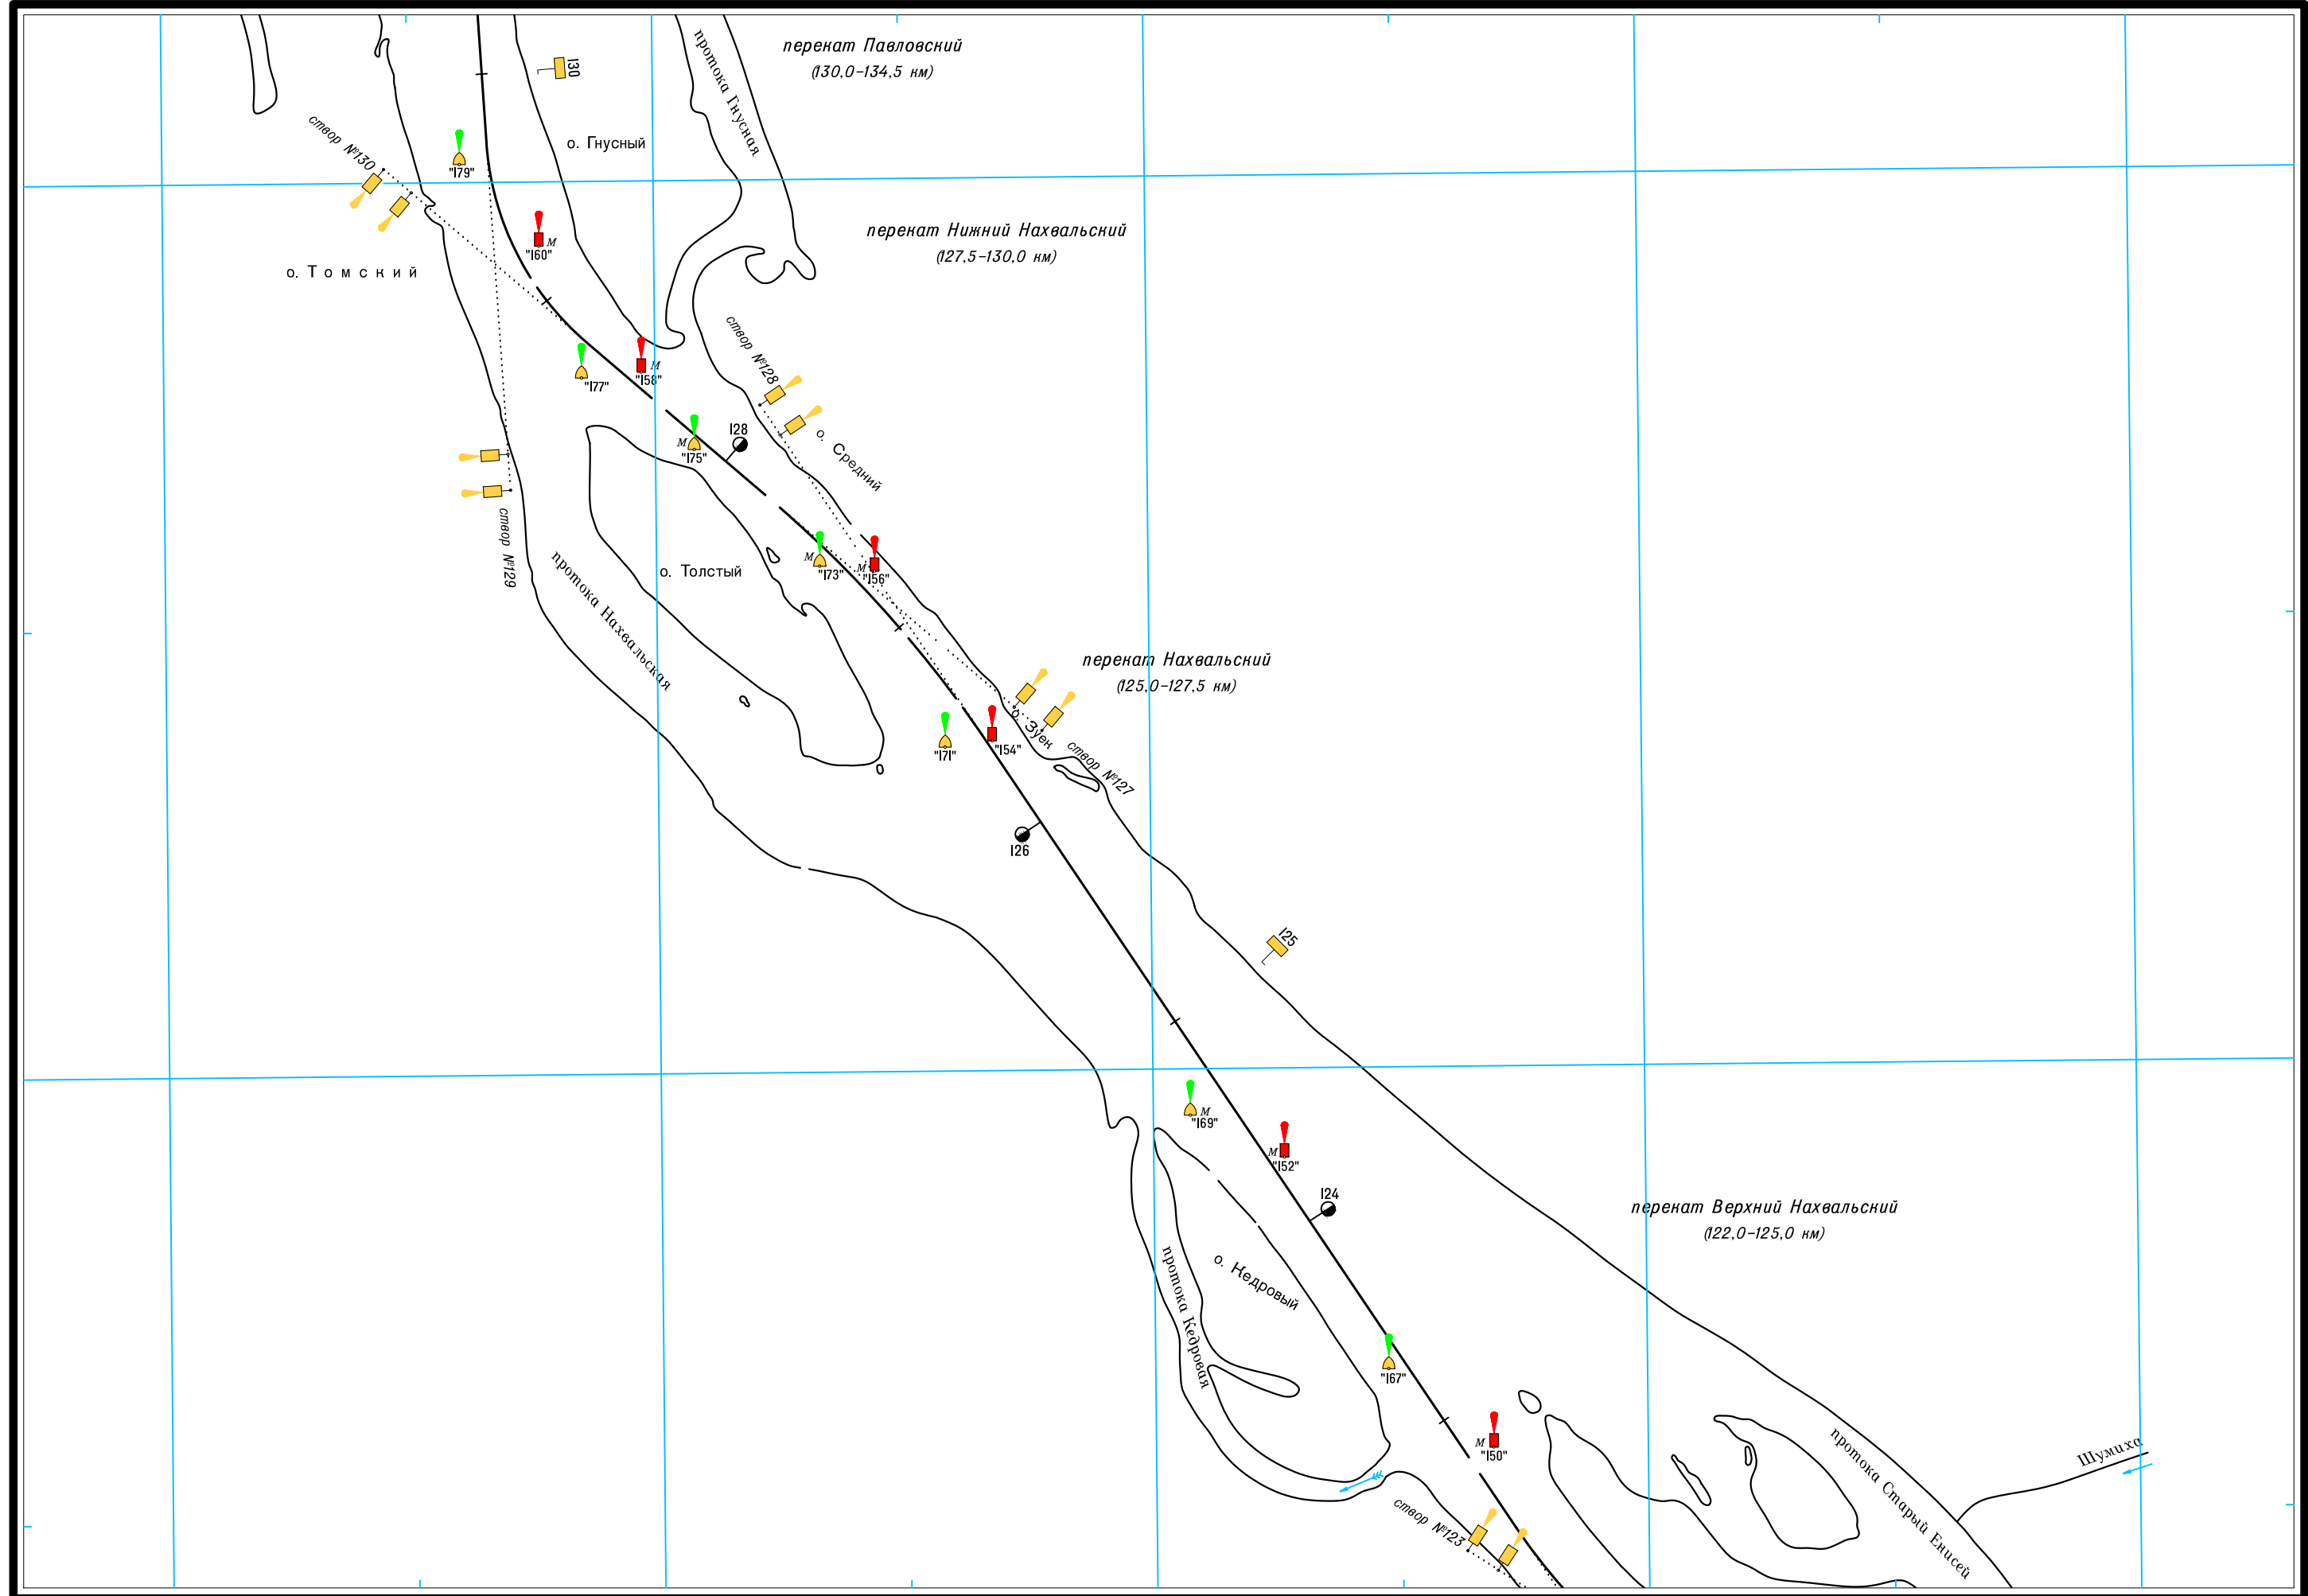 перекат Павловский
(130,0-134,5 км)
130
протока Гнусная
о. Гнусный
створ №130
"179"
перекат Нижний Нахвальский
(127,5-130,0 км)
"160"
о. Томский
створ №128
"177"
"158"
М
128
М
"175"
о. Средний
створ №129
протока Нахвальская
о. Толстый
М
"173"
М
"156"
перекат Нахвальский
(125,0-127,5 км)
о. Зуек
створ №127
"171"
"154"
126
125
М
"169"
М
"152"
124
перекат Верхний Нахвальский
(122,0-125,0 км)
о. Кедровый
протока Кедровая
"167"
М
"150"
створ №123
протока Старый Енисей
Шумиха
М